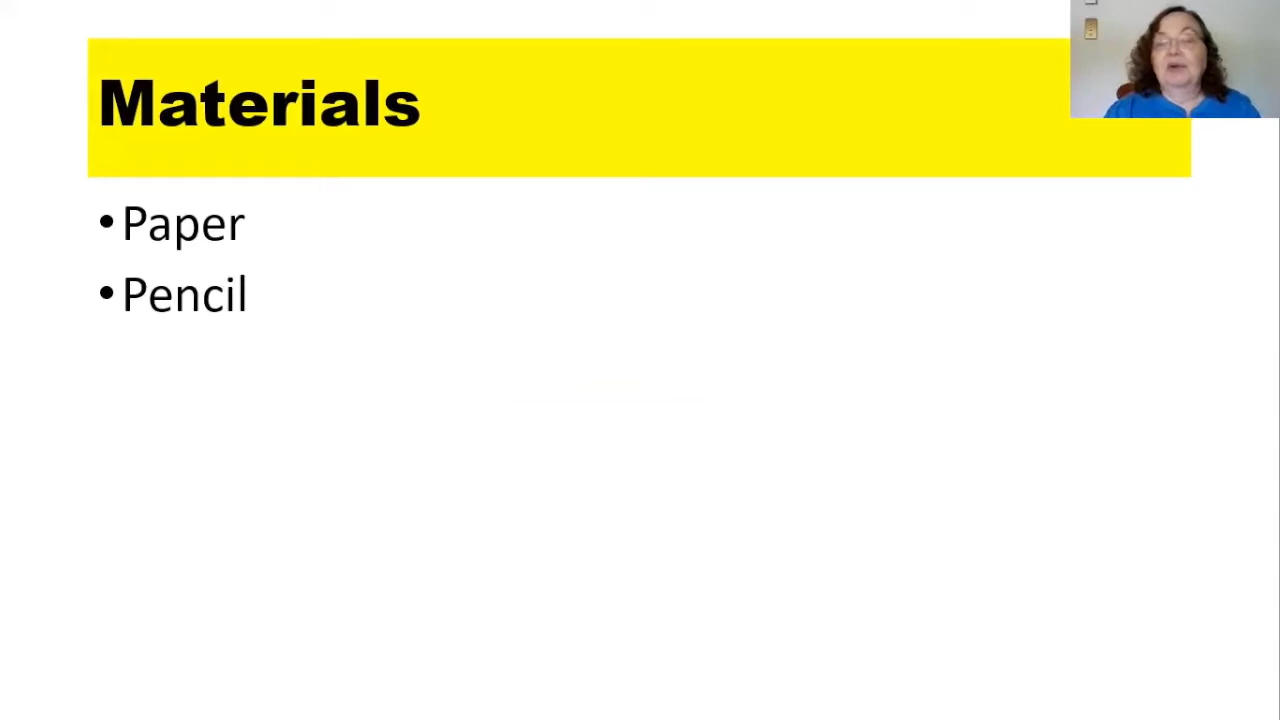 Materials
• Paper
• Pencil